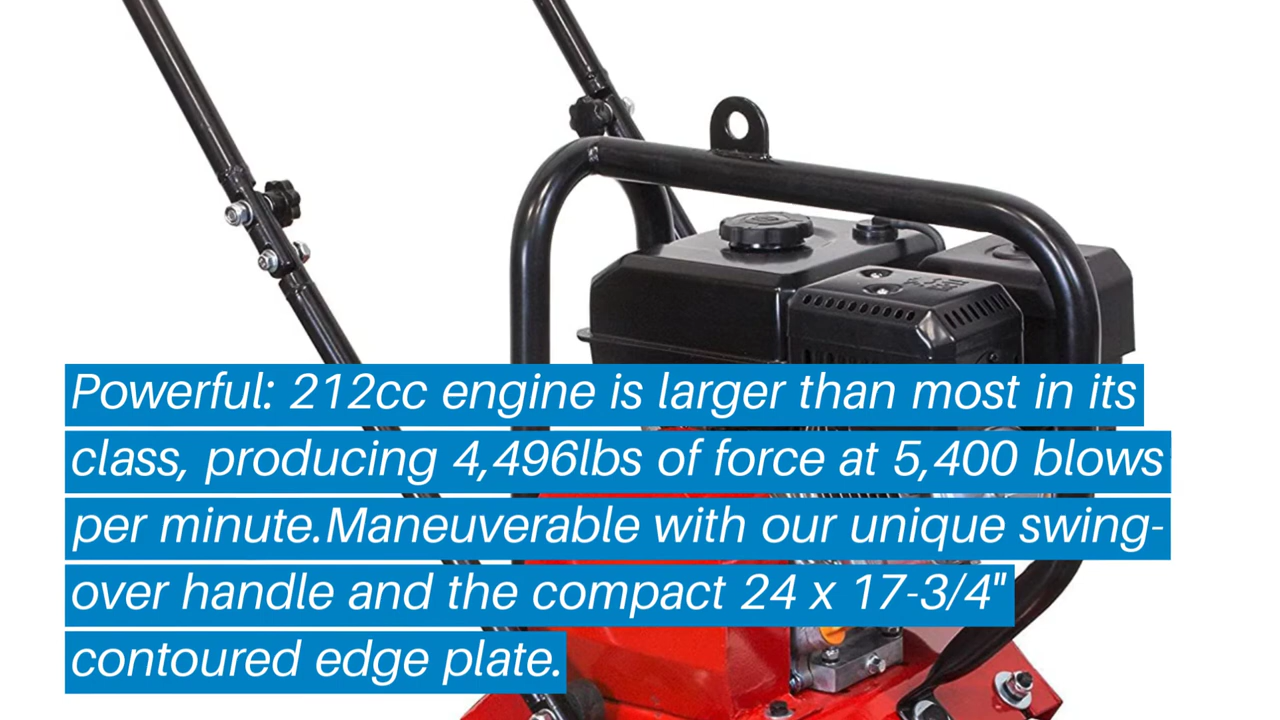 Powerful: 212cc engine is larger than most in its
class, producing 4,496lbs of force at 5,400 blows
per minute.Maneuverable with our unique swing-
over handle and the compact 24 x 17-3/4"
contoured edge plate.